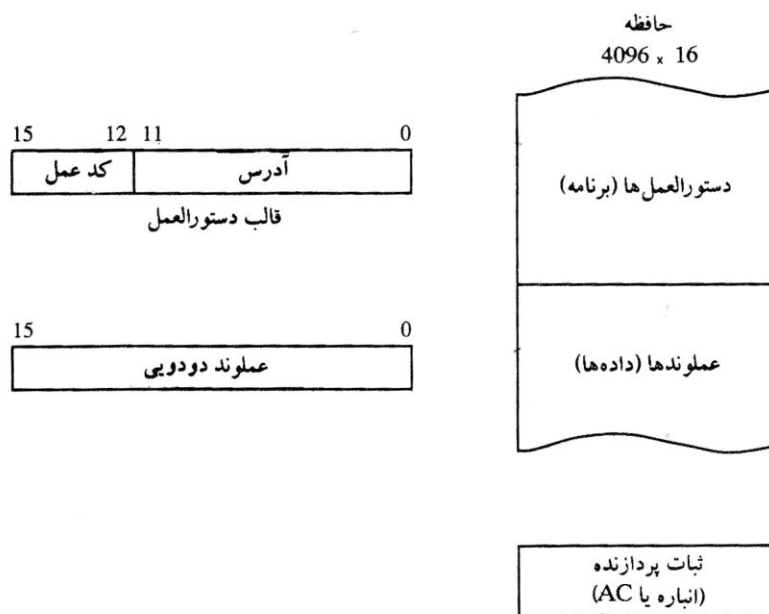 حافظه
4096 × 16
15 12 11 0
کد عمل آدرس
قالب دستورالعمل
دستورالعمل‌ها (برنامه)
15 0
عملوند دودویی
عملوندها (داده‌ها)
ثبات پردازنده
(انباره یا AC)